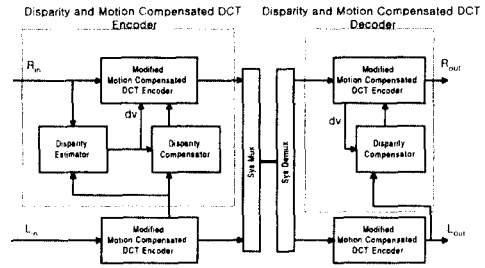 Disparity and Motion Compensated DCT
Encoder
Disparity and Motion Compensated DCT
Decoder
Rin
Modified
Motion Compensated
DCT Encoder
dv
Disparity
Estimator
Disparity
Compensator
Lin
Modified
Motion Compensated
DCT Encoder
Sys Mux
Sys Demux
Modified
Motion Compensated
DCT Encoder
Rout
dv
Disparity
Compensator
Modified
Motion Compensated
DCT Encoder
Lout